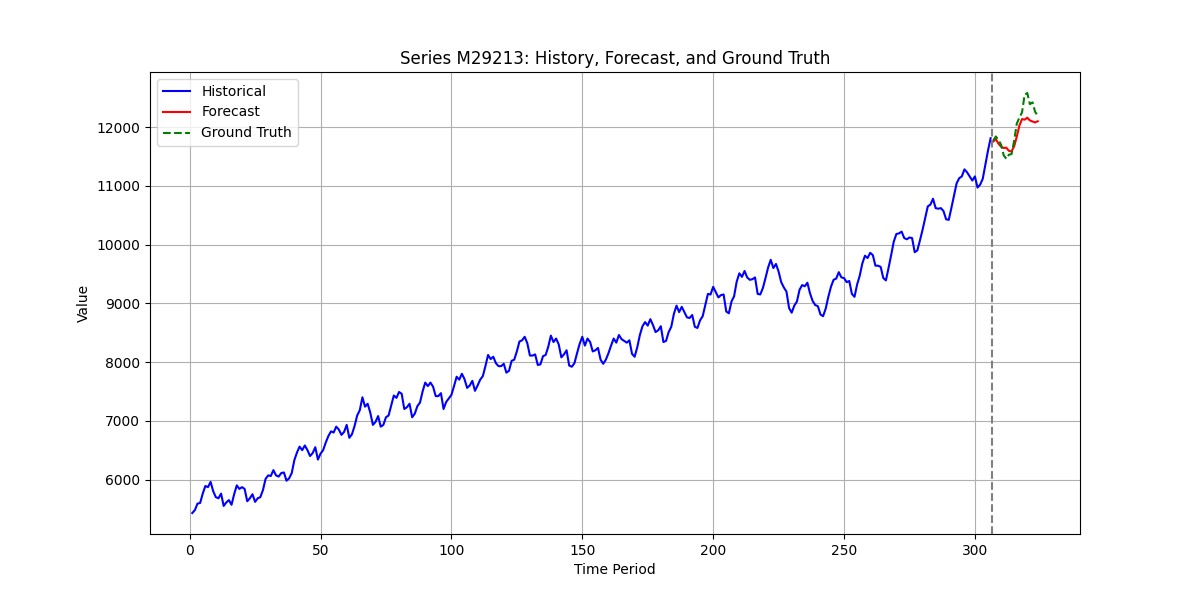 Series M29213: History, Forecast, and Ground Truth
Historical
Forecast
Ground Truth
12000
11000
10000
9000
8000
7000
6000
Value
0 50 100 150 200 250 300
Time Period